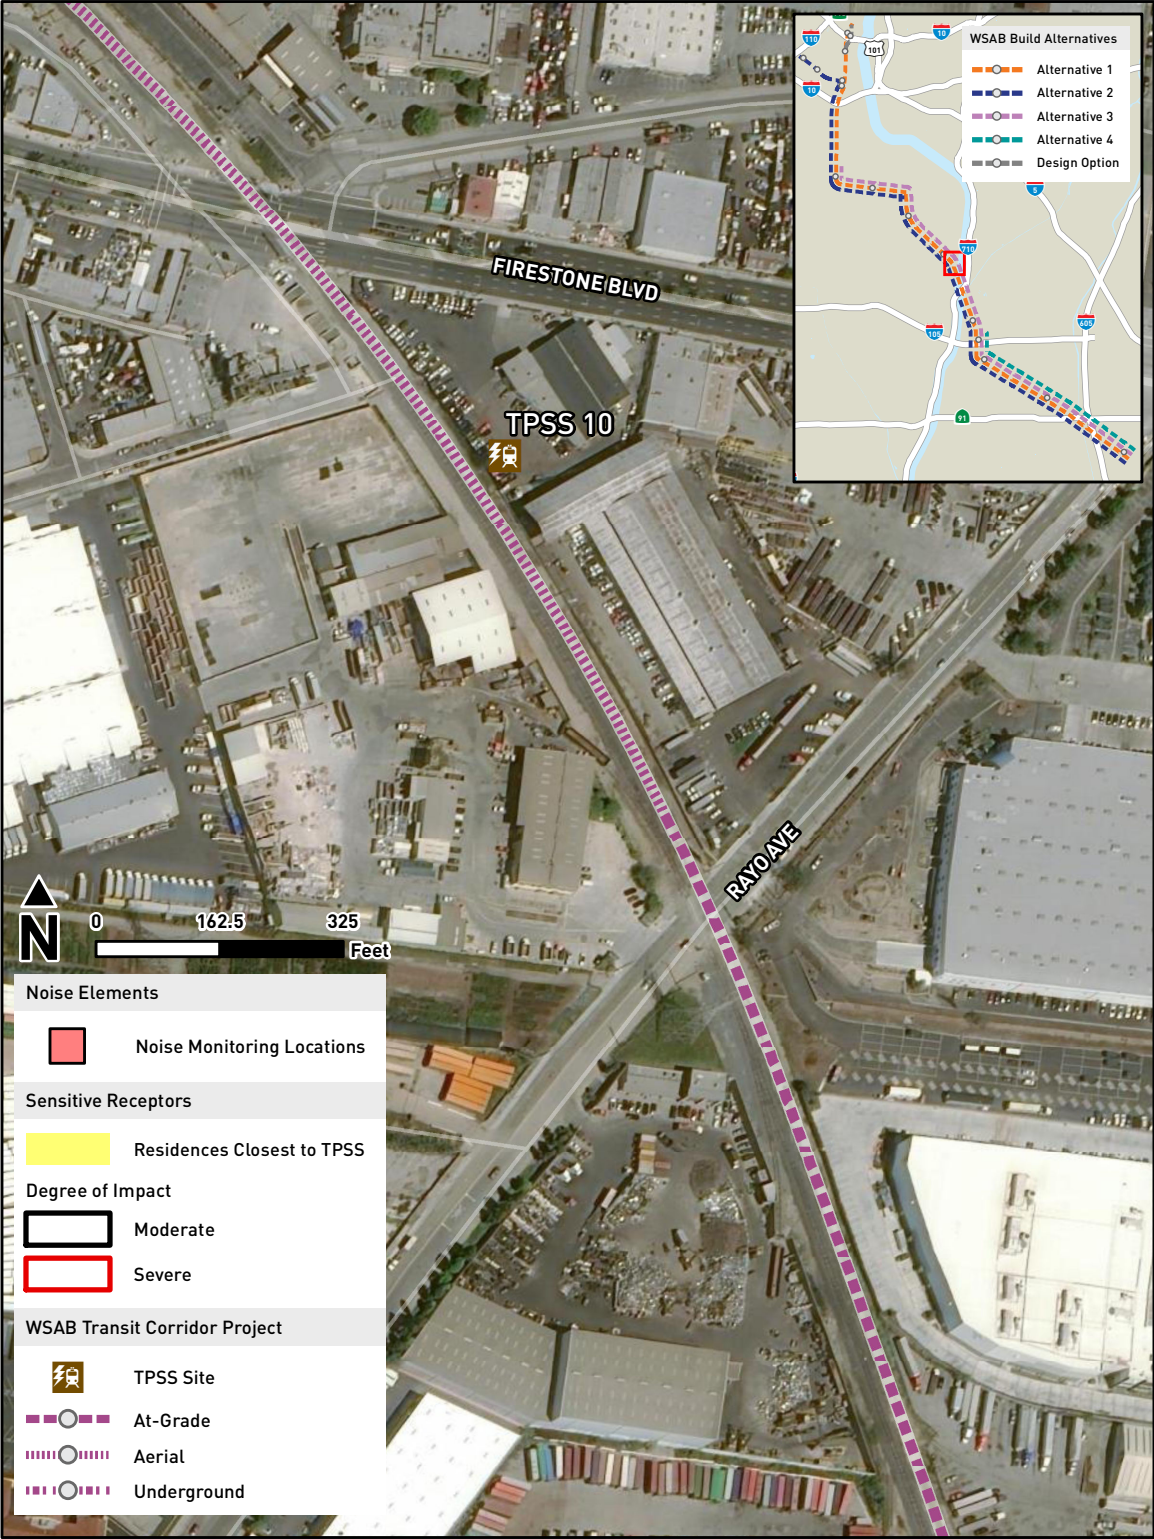 110
10
101
10
WSAB Build Alternatives
Alternative 1
Alternative 2
Alternative 3
Alternative 4
Design Option
5
710
105
605
91
FIRESTONE BLVD
TPSS 10
RAYO AVE
N
0 162.5 325
Feet
Noise Elements
Noise Monitoring Locations
Sensitive Receptors
Residences Closest to TPSS
Degree of Impact
Moderate
Severe
WSAB Transit Corridor Project
TPSS Site
At-Grade
Aerial
Underground